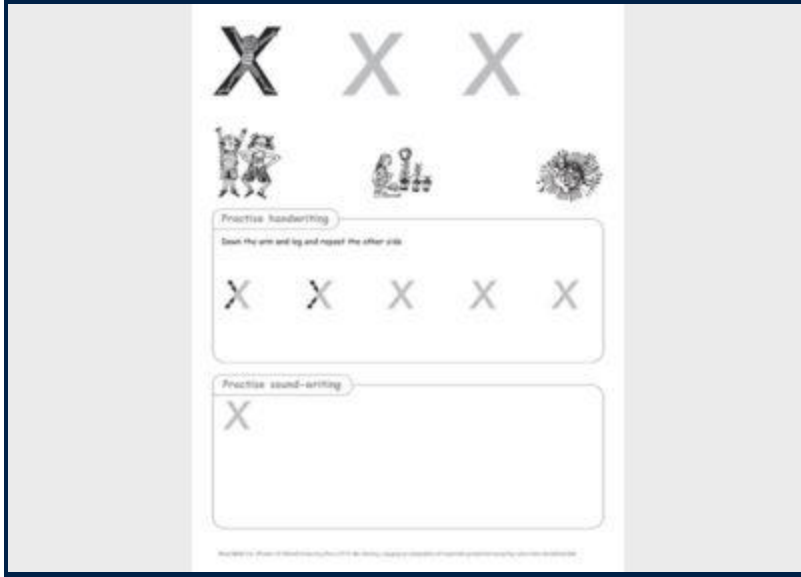 x x x
Practise handwriting
Down the arm and leg and repeat the other side
x x x x x
Practise sound-writing
x